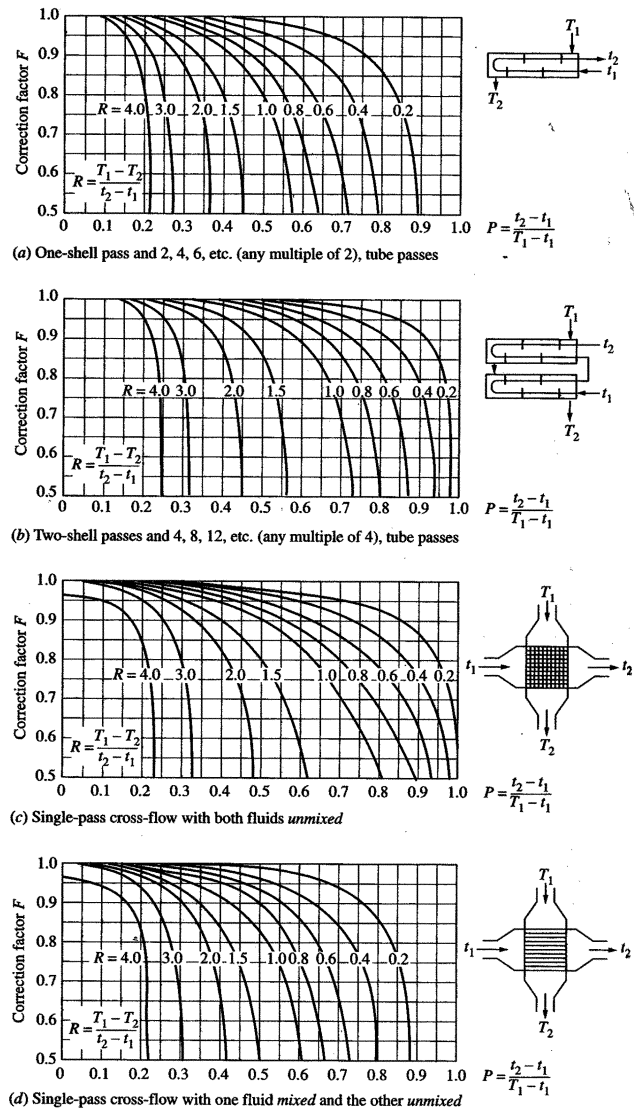 Correction factor F
1.0
0.9
0.8
0.7
0.6
0.5
R = 4.0 3.0 2.0 1.5 1.0 0.8 0.6 0.4 0.2
R = (T₁ − T₂)/(t₂ − t₁)
0 0.1 0.2 0.3 0.4 0.5 0.6 0.7 0.8 0.9 1.0
P = (t₂ − t₁)/(T₁ − t₁)
T₁
t₂
t₁
T₂
(a) One-shell pass and 2, 4, 6, etc. (any multiple of 2), tube passes
Correction factor F
1.0
0.9
0.8
0.7
0.6
0.5
R = 4.0 3.0 2.0 1.5 1.0 0.8 0.6 0.4 0.2
R = (T₁ − T₂)/(t₂ − t₁)
0 0.1 0.2 0.3 0.4 0.5 0.6 0.7 0.8 0.9 1.0
P = (t₂ − t₁)/(T₁ − t₁)
T₁
t₂
t₁
T₂
(b) Two-shell passes and 4, 8, 12, etc. (any multiple of 4), tube passes
Correction factor F
1.0
0.9
0.8
0.7
0.6
0.5
R = 4.0 3.0 2.0 1.5 1.0 0.8 0.6 0.4 0.2
R = (T₁ − T₂)/(t₂ − t₁)
0 0.1 0.2 0.3 0.4 0.5 0.6 0.7 0.8 0.9 1.0
P = (t₂ − t₁)/(T₁ − t₁)
T₁
t₁
t₂
T₂
(c) Single-pass cross-flow with both fluids unmixed
Correction factor F
1.0
0.9
0.8
0.7
0.6
0.5
R = 4.0 3.0 2.0 1.5 1.0 0.8 0.6 0.4 0.2
R = (T₁ − T₂)/(t₂ − t₁)
0 0.1 0.2 0.3 0.4 0.5 0.6 0.7 0.8 0.9 1.0
P = (t₂ − t₁)/(T₁ − t₁)
T₁
t₁
t₂
T₂
(d) Single-pass cross-flow with one fluid mixed and the other unmixed